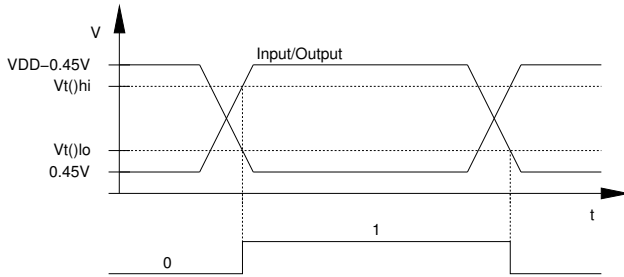 V
Input/Output
VDD−0.45V
Vt()hi
Vt()lo
0.45V
t
1
0